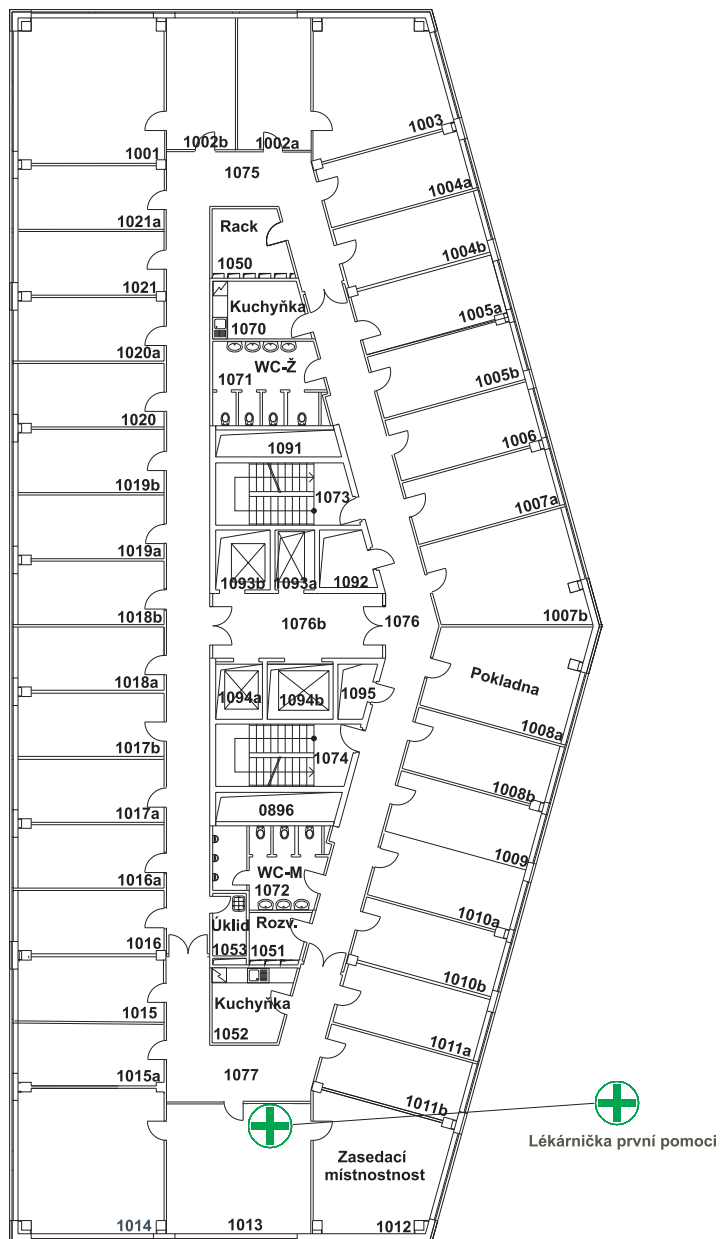 1003
1002b
1002a
1001
1075
1004a
1021a
Rack
1004b
1050
1021
Kuchyňka
1005a
1070
1020a
WC-Ž
1071
1005b
1020
1006
1091
1019b
1073
1007a
1019a
1093b
1093a
1092
1018b
1076b
1076
1007b
Pokladna
1018a
1094a
1094b
1095
1008a
1017b
1074
1008b
1017a
0896
1009
WC-M
1072
1016a
1010a
Úklid
Rozv.
1016
1053
1051
1010b
Kuchyňka
1015
1052
1011a
1015a
1077
1011b
Lékárnička první pomoci
Zasedací
místnostnost
1014
1013
1012